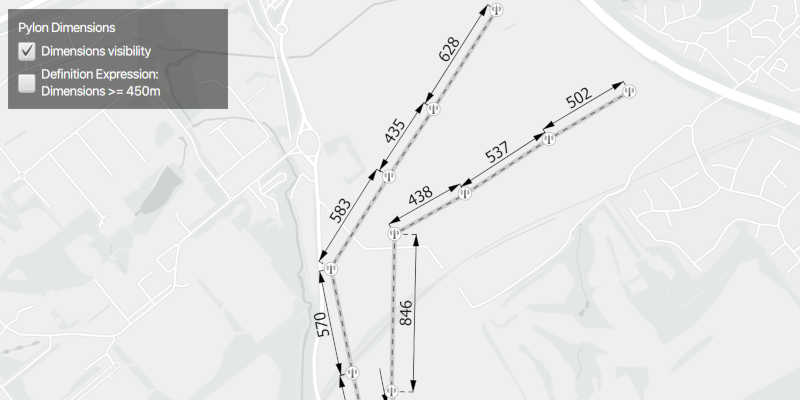 Pylon Dimensions
Dimensions visibility
Definition Expression:
Dimensions >= 450m
628
435
502
537
583
438
570
846